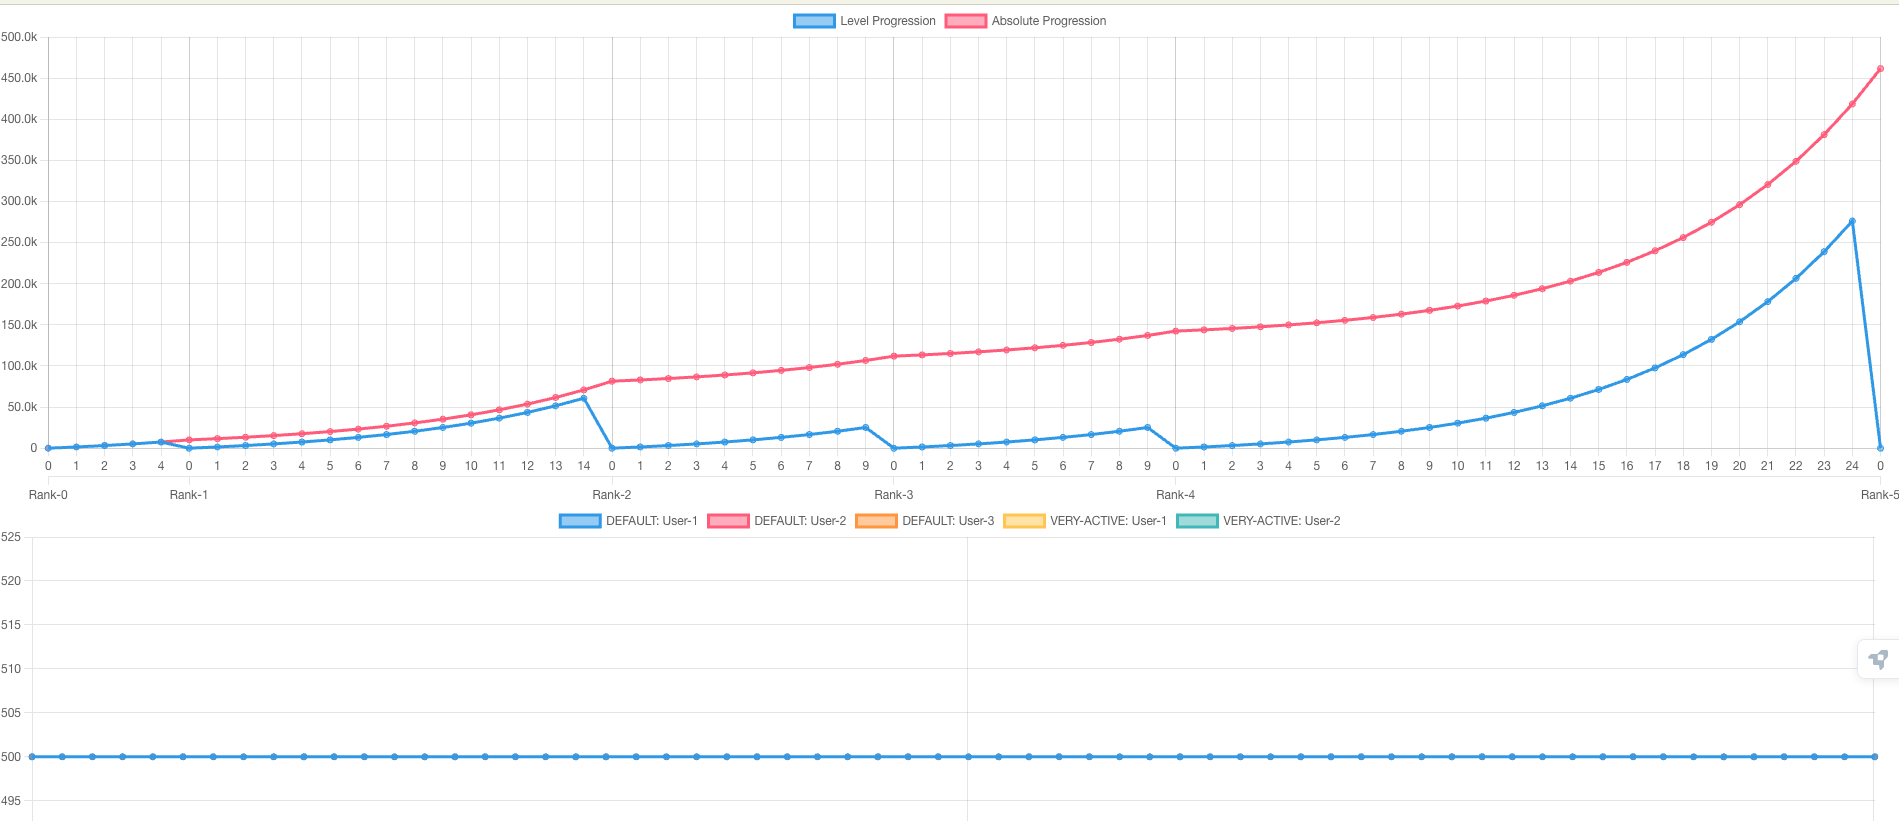 Level Progression Absolute Progression
500.0k
450.0k
400.0k
350.0k
300.0k
250.0k
200.0k
150.0k
100.0k
50.0k
0
0 1 2 3 4 0 1 2 3 4 5 6 7 8 9 10 11 12 13 14 0 1 2 3 4 5 6 7 8 9 0 1 2 3 4 5 6 7 8 9 0 1 2 3 4 5 6 7 8 9 10 11 12 13 14 15 16 17 18 19 20 21 22 23 24 0
Rank-0 Rank-1 Rank-2 Rank-3 Rank-4 Rank-5
DEFAULT: User-1 DEFAULT: User-2 DEFAULT: User-3 VERY-ACTIVE: User-1 VERY-ACTIVE: User-2
525
520
515
510
505
500
495